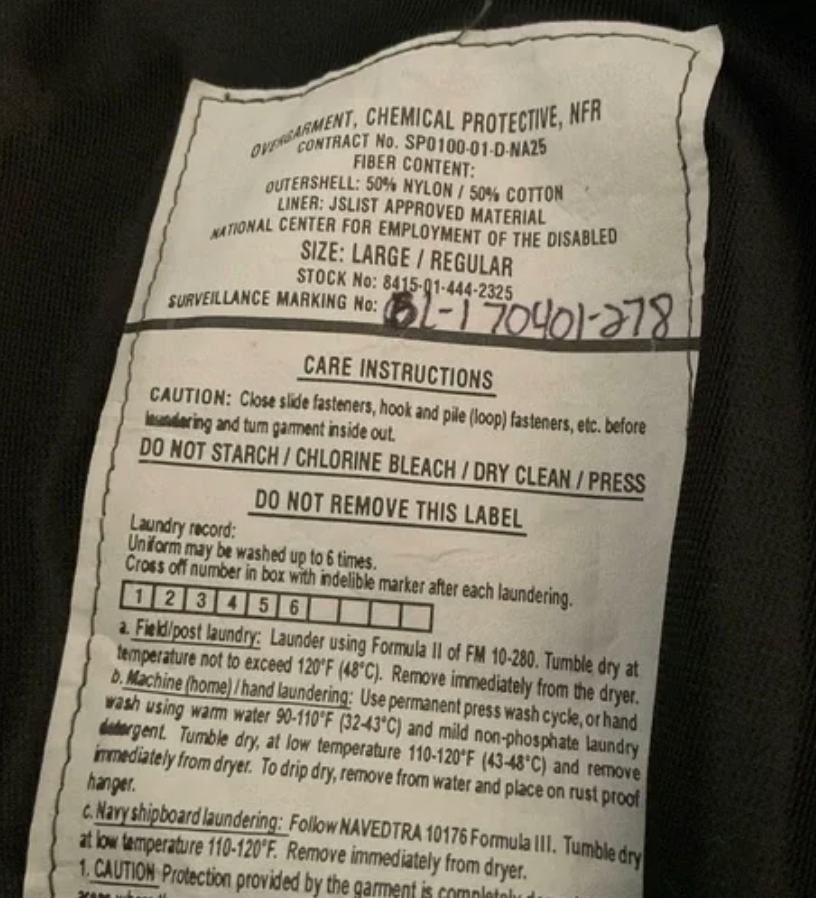 OVERGARMENT, CHEMICAL PROTECTIVE, NFR
CONTRACT No. SP0100-01-D-NA25
FIBER CONTENT:
OUTERSHELL: 50% NYLON / 50% COTTON
LINER: JSLIST APPROVED MATERIAL
NATIONAL CENTER FOR EMPLOYMENT OF THE DISABLED
SIZE: LARGE / REGULAR
STOCK No: 8415-01-444-2325
SURVEILLANCE MARKING No: BL-170401-278
CARE INSTRUCTIONS
CAUTION: Close slide fasteners, hook and pile (loop) fasteners, etc. before
laundering and turn garment inside out.
DO NOT STARCH / CHLORINE BLEACH / DRY CLEAN / PRESS
DO NOT REMOVE THIS LABEL
Laundry record:
Uniform may be washed up to 6 times.
Cross off number in box with indelible marker after each laundering.
1 2 3 4 5 6
a. Field/post laundry: Launder using Formula II of FM 10-280. Tumble dry at
temperature not to exceed 120°F (48°C). Remove immediately from the dryer.
b. Machine (home) / hand laundering: Use permanent press wash cycle, or hand
wash using warm water 90-110°F (32-43°C) and mild non-phosphate laundry
detergent. Tumble dry, at low temperature 110-120°F (43-48°C) and remove
immediately from dryer. To drip dry, remove from water and place on rust proof
hanger.
c. Navy shipboard laundering: Follow NAVEDTRA 10176 Formula III. Tumble dry
at low temperature 110-120°F. Remove immediately from dryer.
1. CAUTION Protection provided by the garment is completely